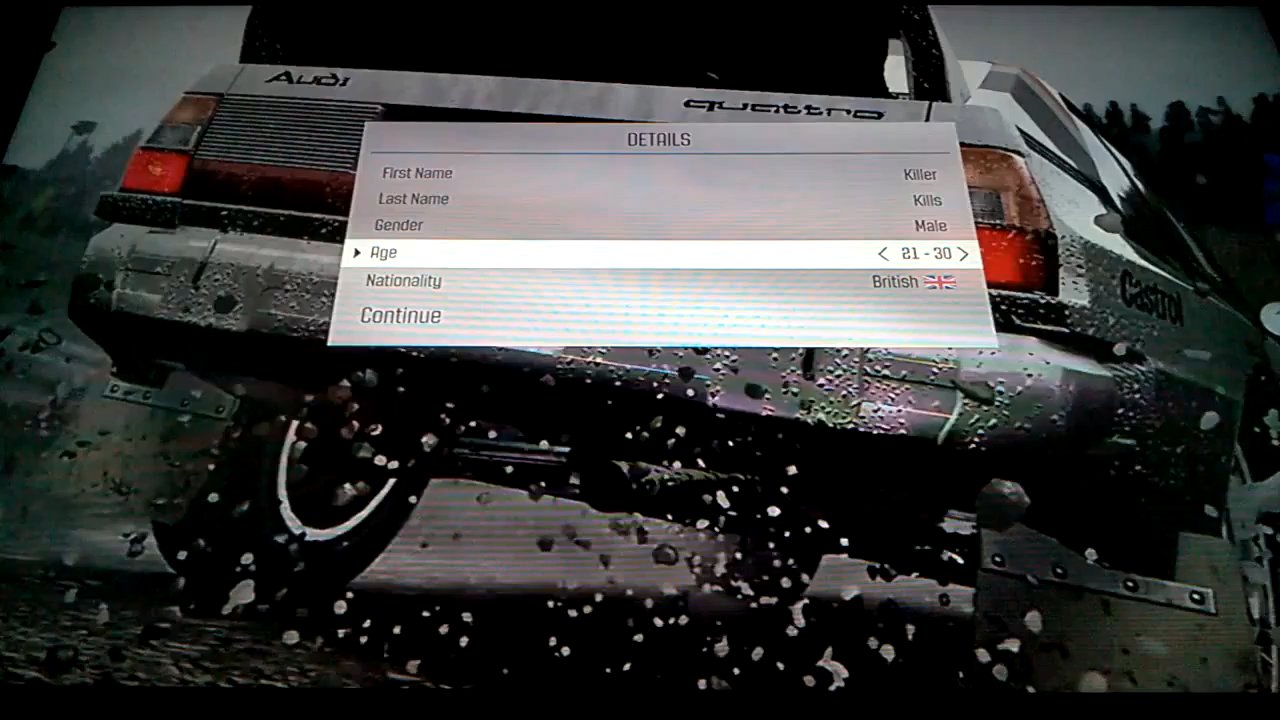 Audi
quattro
DETAILS
First Name Killer
Last Name Kills
Gender Male
Age 21 - 30
Nationality British
Continue
Castrol